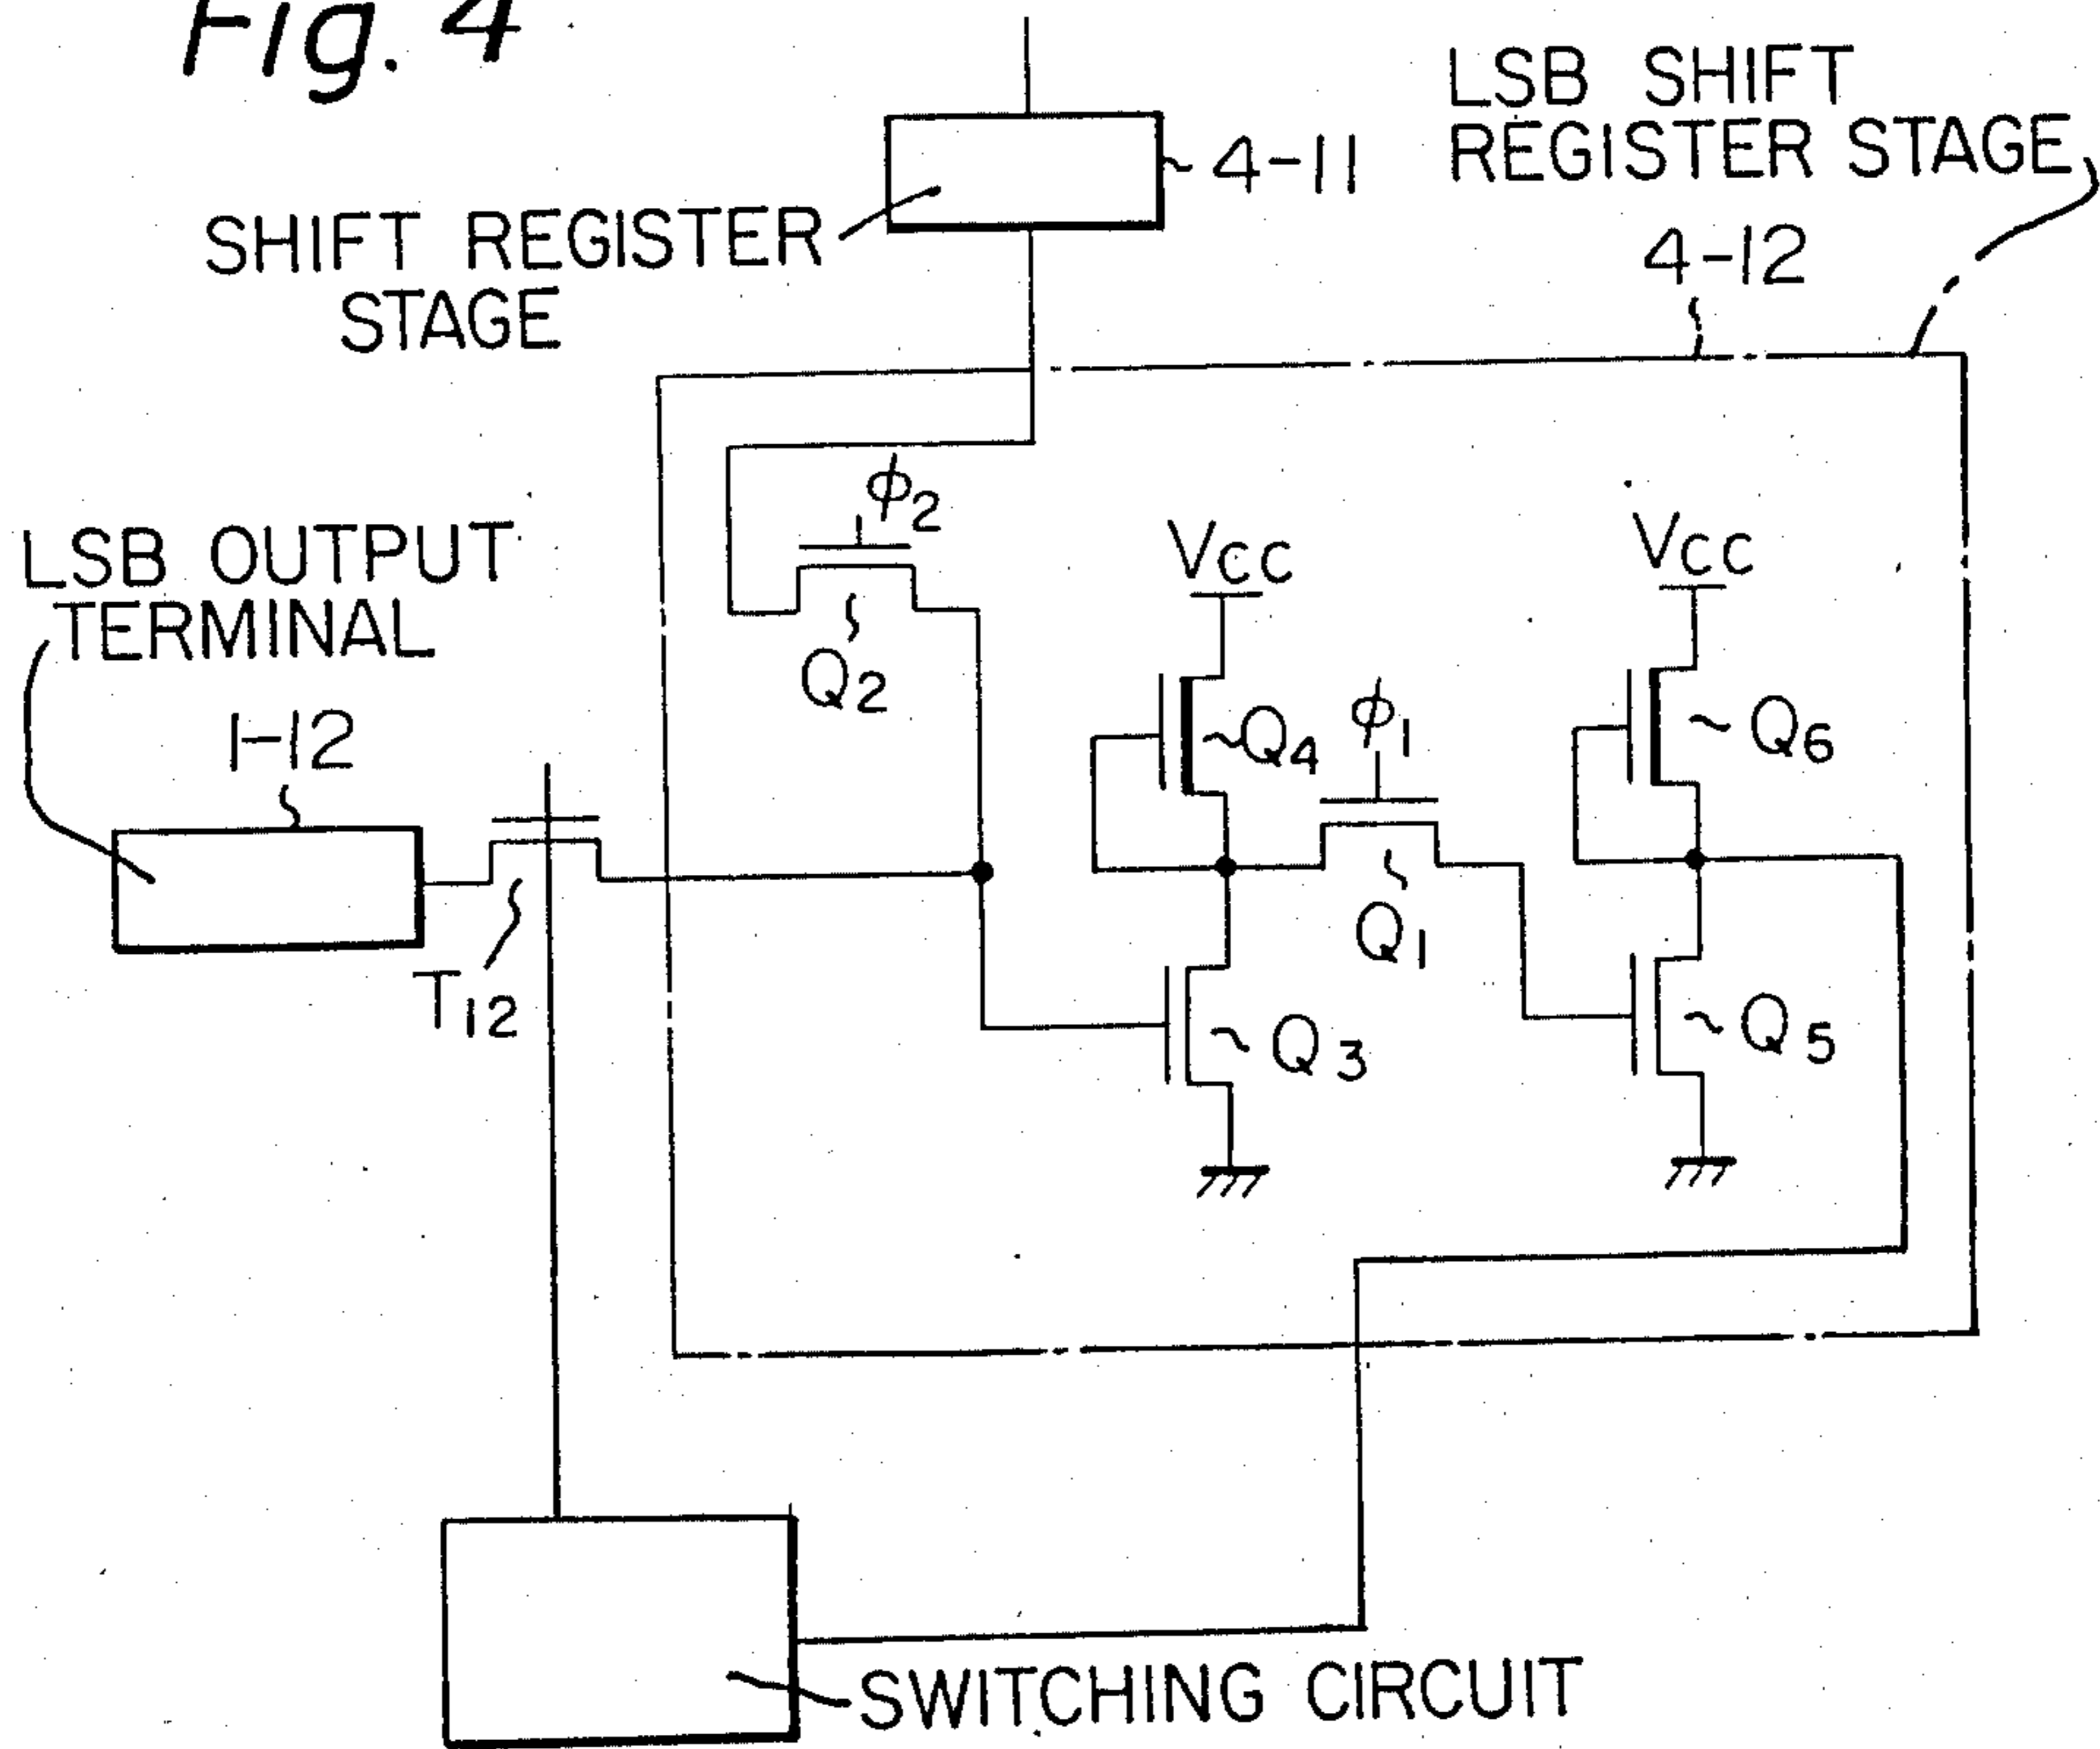 Fig. 4
LSB SHIFT
REGISTER STAGE
4-11
SHIFT REGISTER
STAGE
4-12
ϕ2
LSB OUTPUT
TERMINAL
VCC
VCC
Q2
1-12
Q4
ϕ1
Q6
Q1
T12
Q3
Q5
SWITCHING CIRCUIT